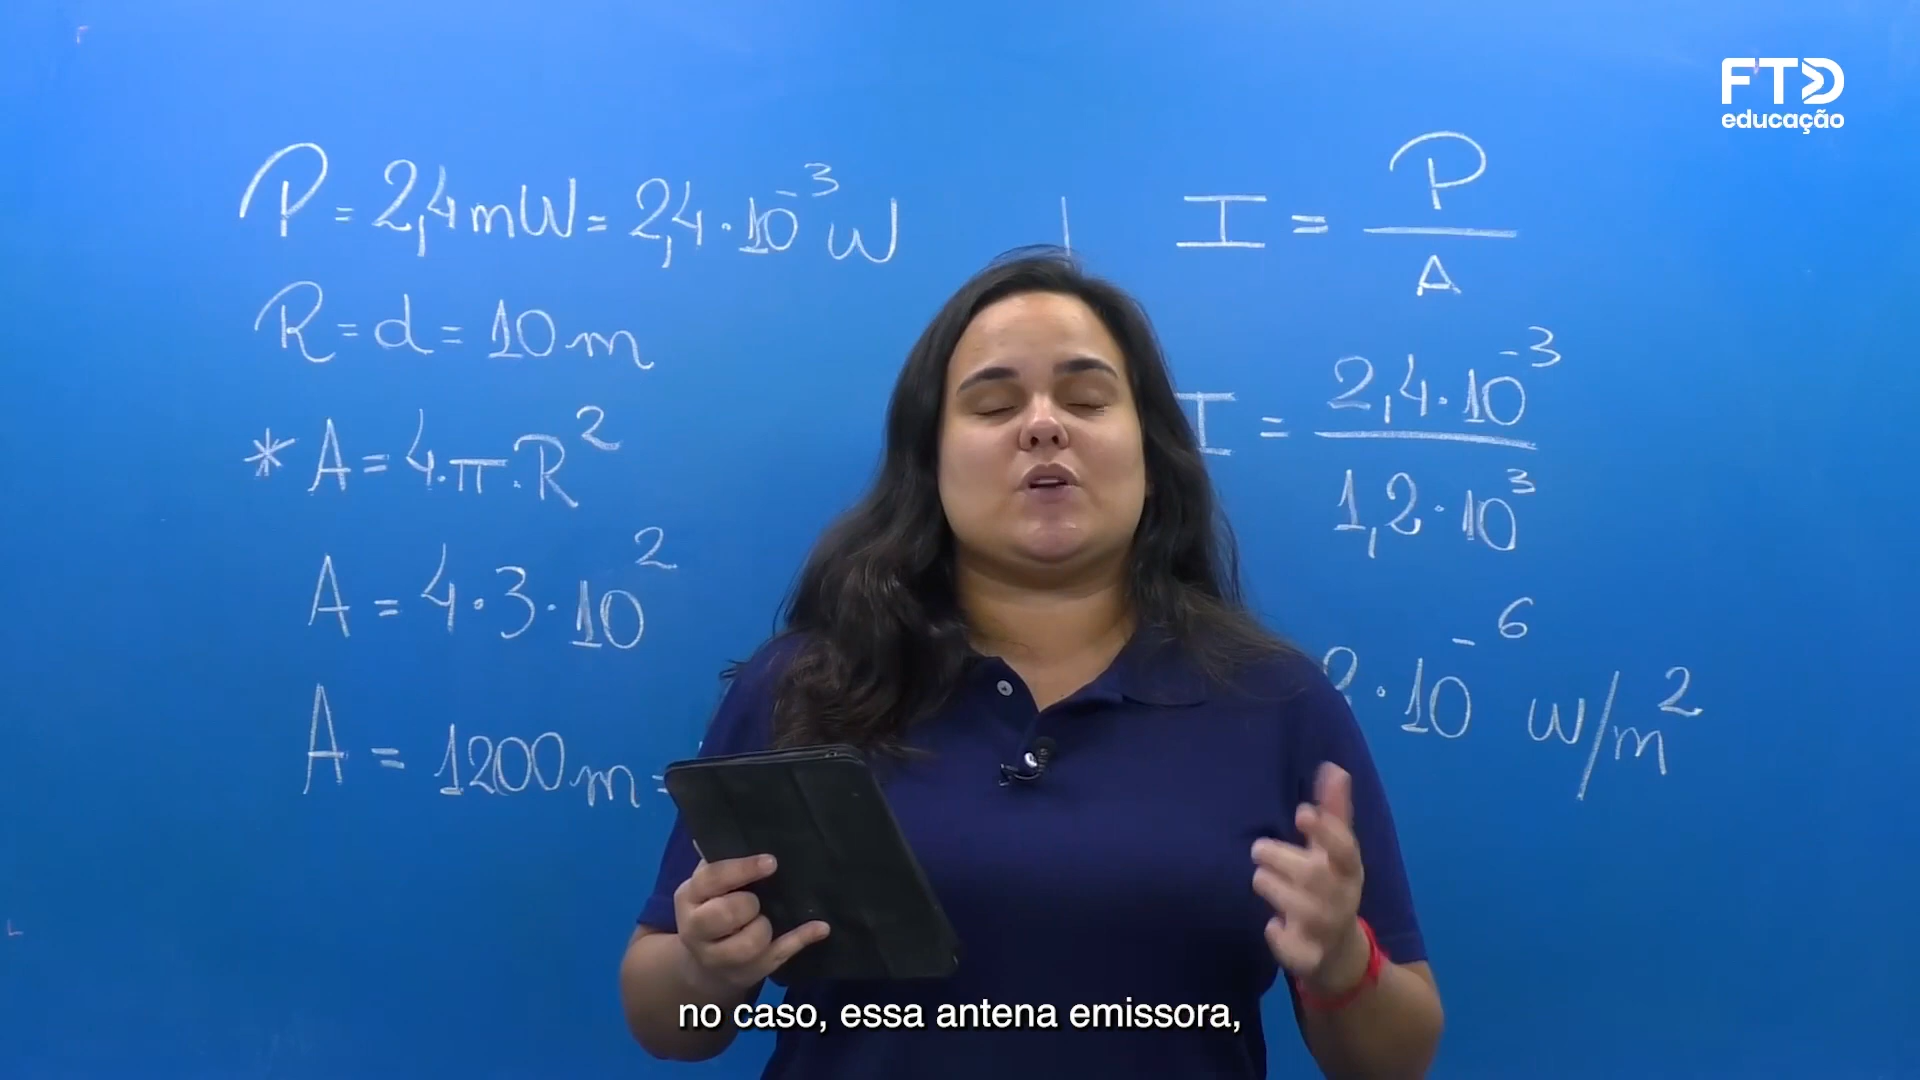 FTD
educação
P = 2,4 mW = 2,4 · 10⁻³ W
R = d = 10 m
* A = 4.π.R²
A = 4 · 3 · 10²
A = 1200 m =
I = P / A
I = 2,4 · 10⁻³ / 1,2 · 10³
2 · 10⁻⁶ W/m²
no caso, essa antena emissora,